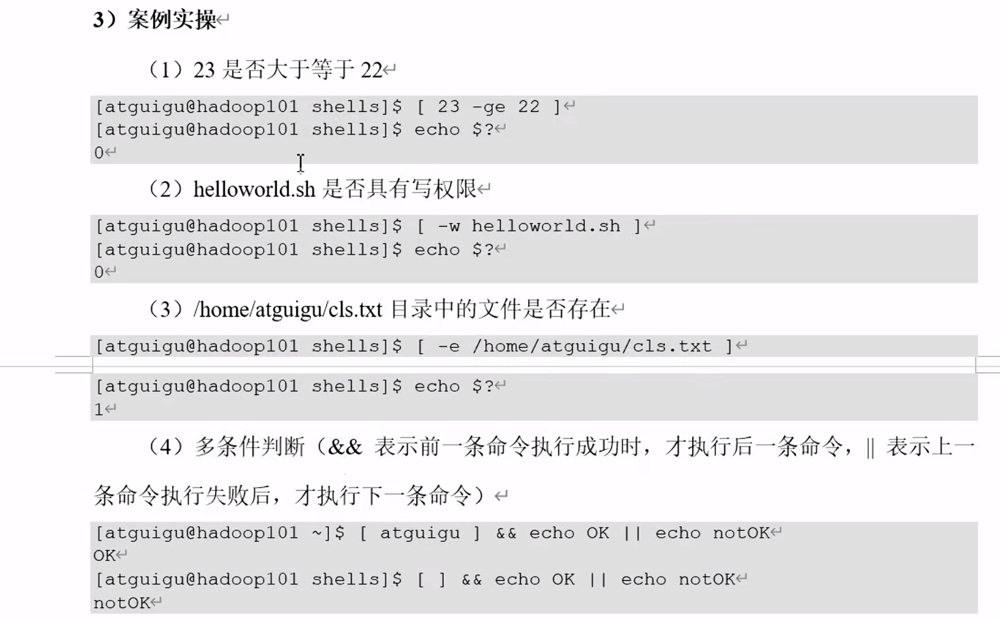 3）案例实操↵
（1）23 是否大于等于 22↵
[atguigu@hadoop101 shells]$ [ 23 -ge 22 ]↵
[atguigu@hadoop101 shells]$ echo $?↵
0↵
（2）helloworld.sh 是否具有写权限↵
[atguigu@hadoop101 shells]$ [ -w helloworld.sh ]↵
[atguigu@hadoop101 shells]$ echo $?↵
0↵
（3）/home/atguigu/cls.txt 目录中的文件是否存在↵
[atguigu@hadoop101 shells]$ [ -e /home/atguigu/cls.txt ]↵
[atguigu@hadoop101 shells]$ echo $?↵
1↵
（4）多条件判断（&& 表示前一条命令执行成功时，才执行后一条命令，|| 表示上一
条命令执行失败后，才执行下一条命令）↵
[atguigu@hadoop101 ~]$ [ atguigu ] && echo OK || echo notOK↵
OK↵
[atguigu@hadoop101 shells]$ [ ] && echo OK || echo notOK↵
notOK↵